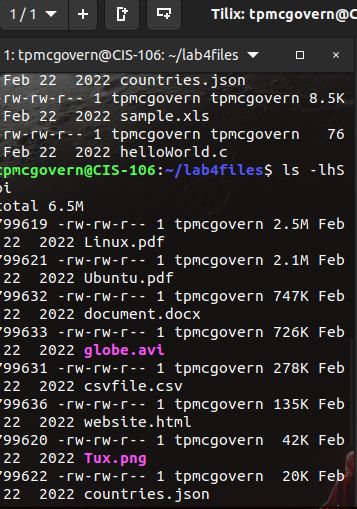 1 / 1
Tilix: tpmcgovern@C
1: tpmcgovern@CIS-106: ~/lab4files
Feb 22  2022 countries.json
-rw-rw-r-- 1 tpmcgovern tpmcgovern 8.5K
Feb 22  2022 sample.xls
-rw-rw-r-- 1 tpmcgovern tpmcgovern   76
Feb 22  2022 helloWorld.c
tpmcgovern@CIS-106:~/lab4files$ ls -lhS
pi
total 6.5M
799619 -rw-rw-r-- 1 tpmcgovern 2.5M Feb
22  2022 Linux.pdf
799621 -rw-rw-r-- 1 tpmcgovern 2.1M Feb
22  2022 Ubuntu.pdf
799632 -rw-rw-r-- 1 tpmcgovern 747K Feb
22  2022 document.docx
799633 -rw-rw-r-- 1 tpmcgovern 726K Feb
22  2022 globe.avi
799631 -rw-rw-r-- 1 tpmcgovern 278K Feb
22  2022 csvfile.csv
799636 -rw-rw-r-- 1 tpmcgovern 135K Feb
22  2022 website.html
799620 -rw-rw-r-- 1 tpmcgovern  42K Feb
22  2022 Tux.png
799622 -rw-rw-r-- 1 tpmcgovern  20K Feb
22  2022 countries.json